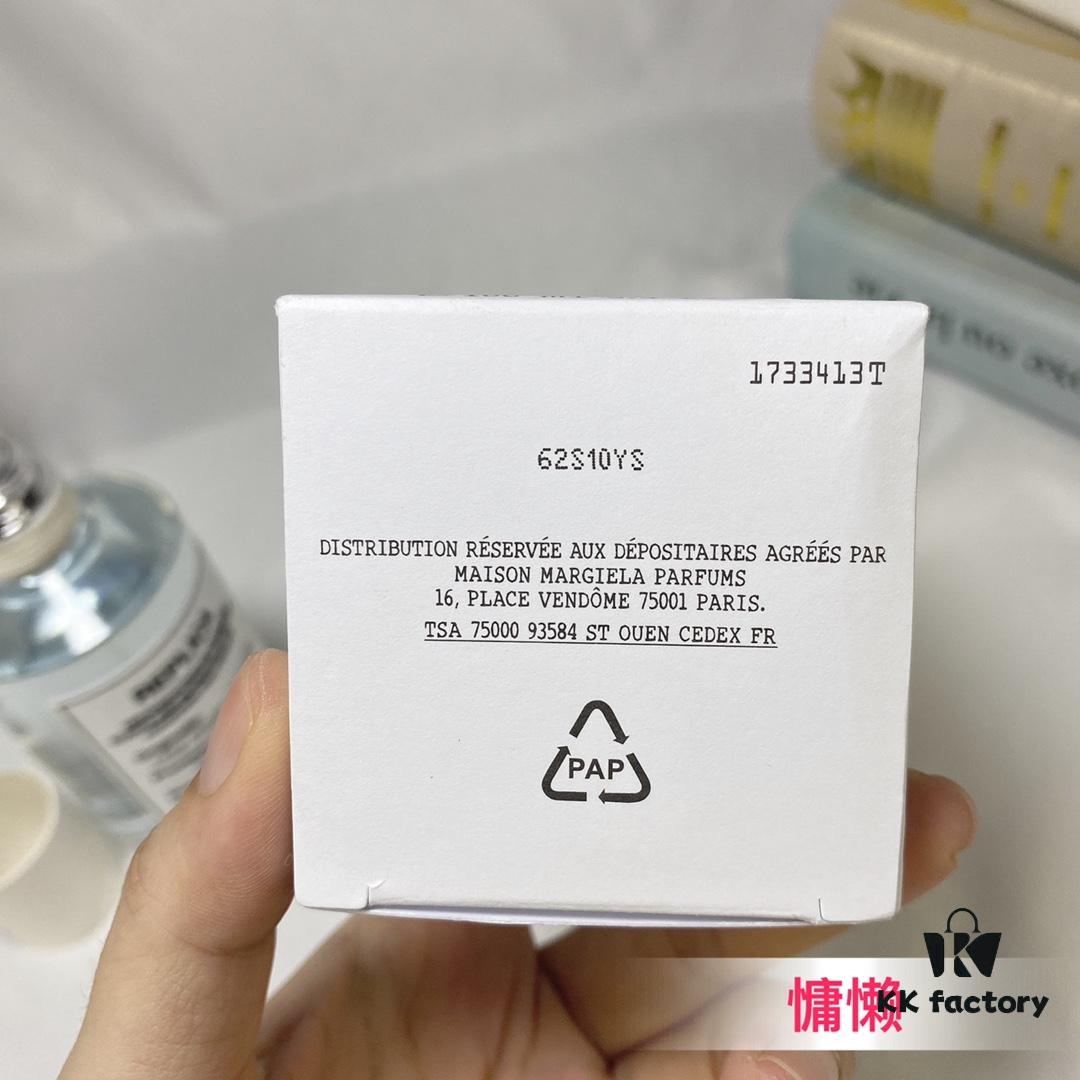 1733413T
62S10YS
DISTRIBUTION RÉSERVÉE AUX DÉPOSITAIRES AGRÉÉS PAR
MAISON MARGIELA PARFUMS
16, PLACE VENDÔME 75001 PARIS.
TSA 75000 93584 ST OUEN CEDEX FR
PAP
REPLICA
慵懒
KK factory